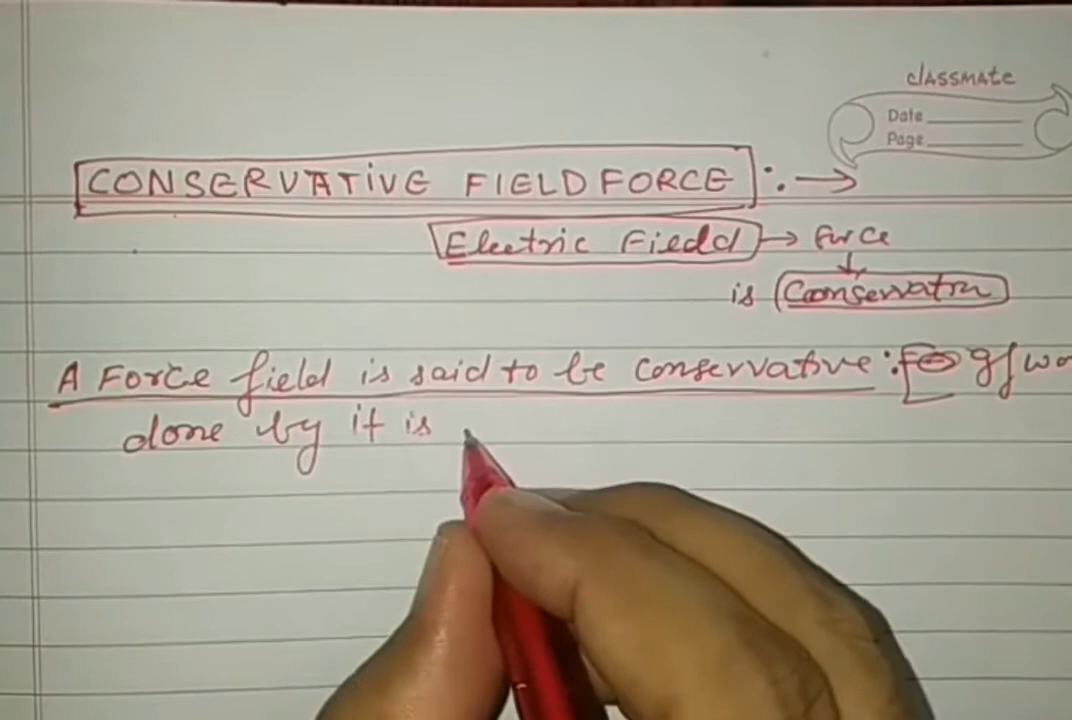 classmate
Date
Page
CONSERVATIVE FIELD FORCE :. →
Electric Field → force
↓
is Conservatin
A Force field is said to be conservative :
done by it is